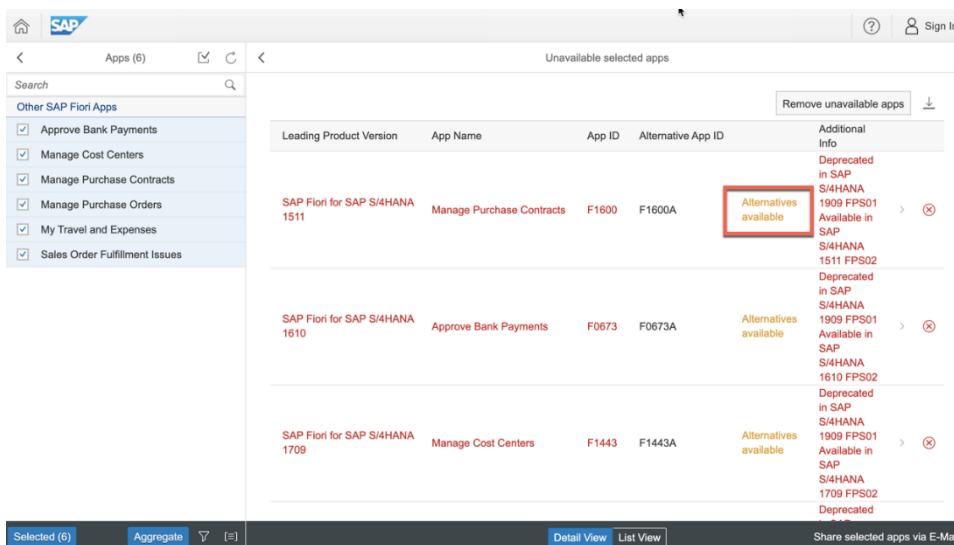 SAP
Sign In
Apps (6)
Unavailable selected apps
Search
Other SAP Fiori Apps
Approve Bank Payments
Manage Cost Centers
Manage Purchase Contracts
Manage Purchase Orders
My Travel and Expenses
Sales Order Fulfillment Issues
Remove unavailable apps
Leading Product Version
App Name
App ID
Alternative App ID
Additional
Info
SAP Fiori for SAP S/4HANA
1511
Manage Purchase Contracts
F1600
F1600A
Alternatives
available
Deprecated
in SAP
S/4HANA
1909 FPS01
Available in
SAP
S/4HANA
1511 FPS02
SAP Fiori for SAP S/4HANA
1610
Approve Bank Payments
F0673
F0673A
Alternatives
available
Deprecated
in SAP
S/4HANA
1909 FPS01
Available in
SAP
S/4HANA
1610 FPS02
SAP Fiori for SAP S/4HANA
1709
Manage Cost Centers
F1443
F1443A
Alternatives
available
Deprecated
in SAP
S/4HANA
1909 FPS01
Available in
SAP
S/4HANA
1709 FPS02
Deprecated
Selected (6)
Aggregate
Detail View
List View
Share selected apps via E-Ma